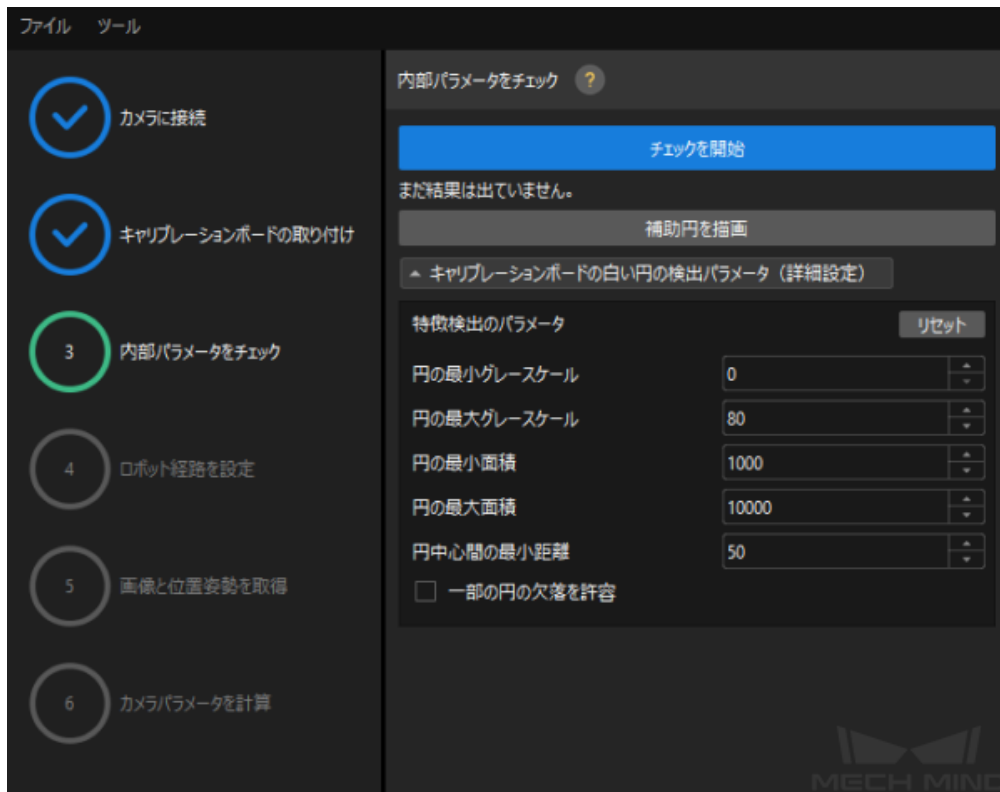 ファイル ツール
カメラに接続
キャリブレーションボードの取り付け
3 内部パラメータをチェック
4 ロボット経路を設定
5 画像と位置姿勢を取得
6 カメラパラメータを計算
内部パラメータをチェック ?
チェックを開始
まだ結果は出ていません。
補助円を描画
キャリブレーションボードの白い円の検出パラメータ（詳細設定）
特徴検出のパラメータ リセット
円の最小グレースケール 0
円の最大グレースケール 80
円の最小面積 1000
円の最大面積 10000
円中心間の最小距離 50
一部の円の欠落を許容
MECH MIND